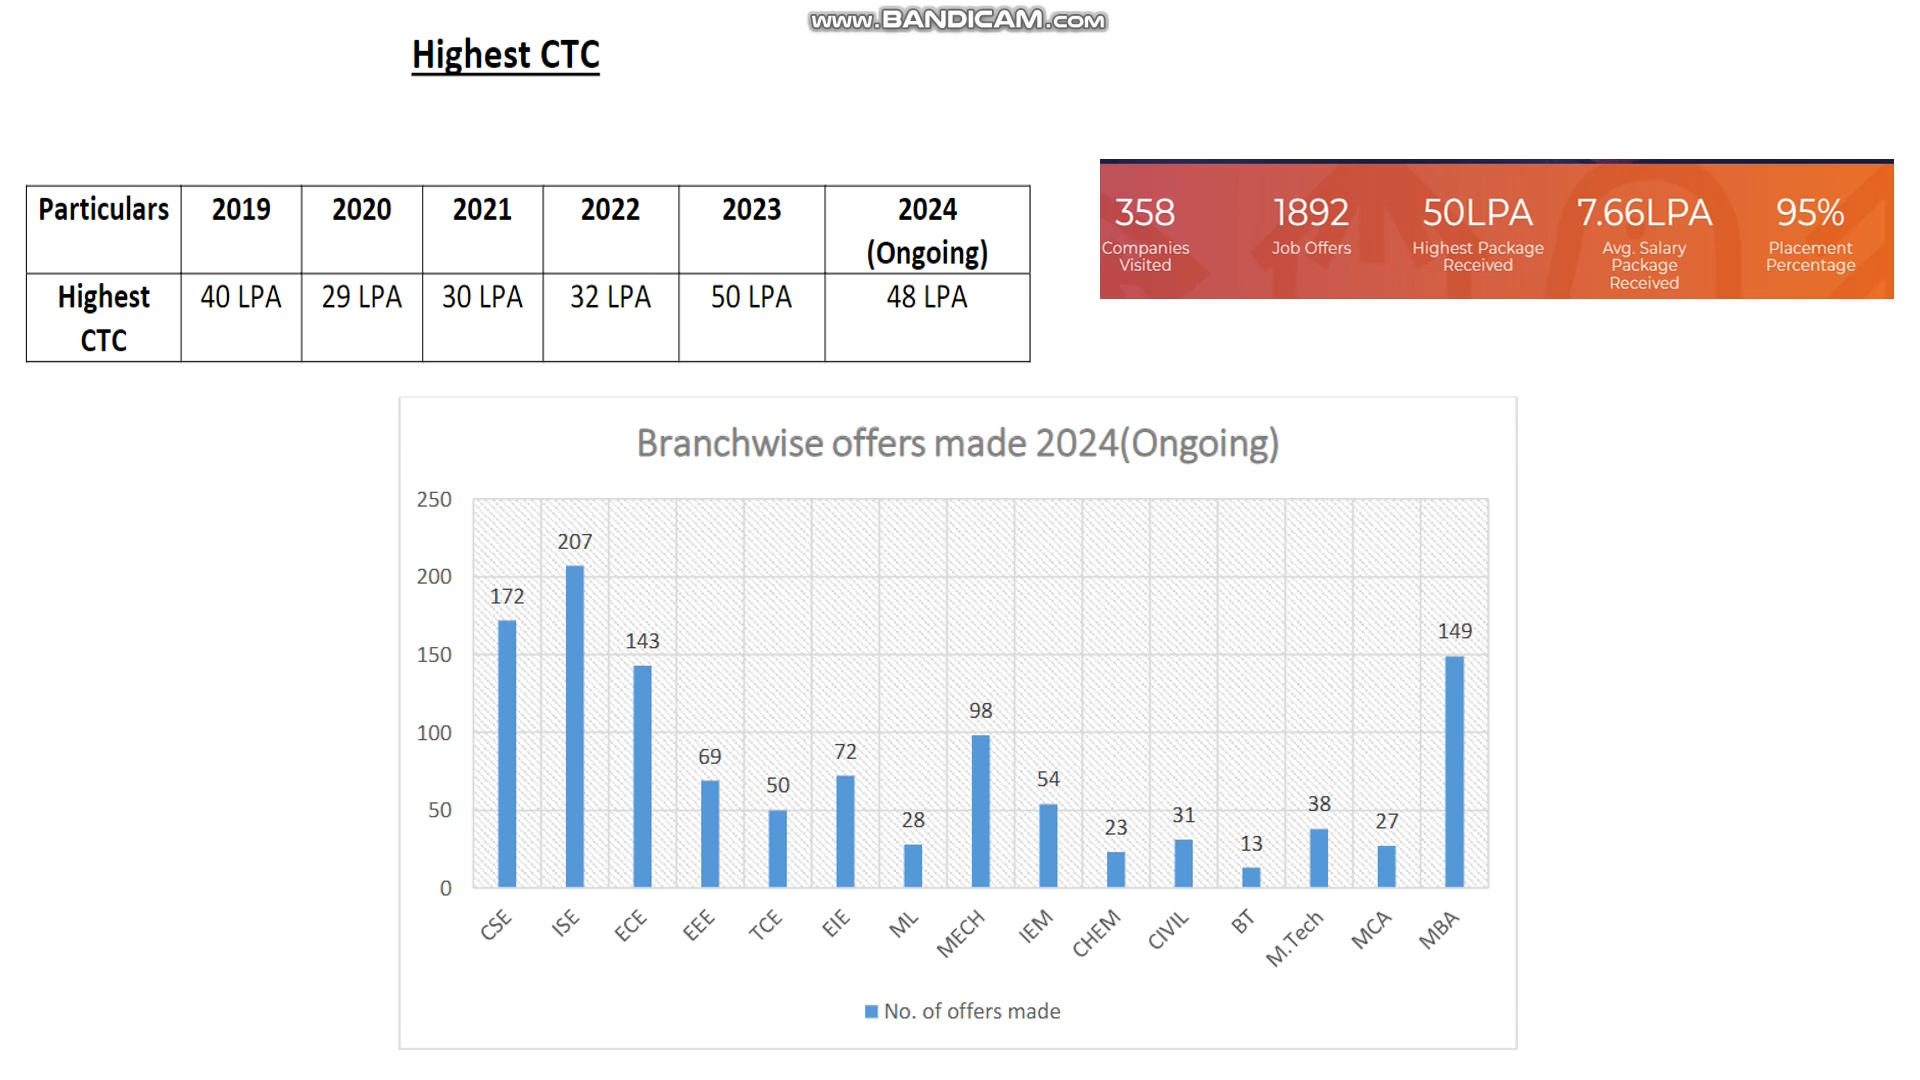 www.BANDICAM.com
Highest CTC
Particulars 2019 2020 2021 2022 2023 2024
(Ongoing)
Highest 40 LPA 29 LPA 30 LPA 32 LPA 50 LPA 48 LPA
CTC
358 1892 50LPA 7.66LPA 95%
Companies Job Offers Highest Package Avg. Salary Placement
Visited Received Package Percentage
Received
Branchwise offers made 2024(Ongoing)
250
200
150
100
50
0
172
207
143
69
50
72
28
98
54
23
31
13
38
27
149
CSE
ISE
ECE
EEE
TCE
EIE
ML
MECH
IEM
CHEM
CIVIL
BT
M.Tech
MCA
MBA
No. of offers made